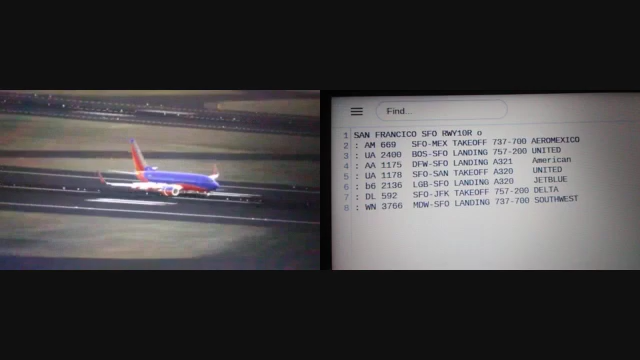 Find...
1 SAN FRANCICO SFO RWY10R o
2 : AM 669 SFO-MEX TAKEOFF 737-700 AEROMEXICO
3 : UA 2400 BOS-SFO LANDING 757-200 UNITED
4 : AA 1175 DFW-SFO LANDING A321 American
5 : UA 1178 SFO-SAN TAKEOFF A320 UNITED
6 : b6 2136 LGB-SFO LANDING A320 JETBLUE
7 : DL 592 SFO-JFK TAKEOFF 757-200 DELTA
8 : WN 3766 MDW-SFO LANDING 737-700 SOUTHWEST